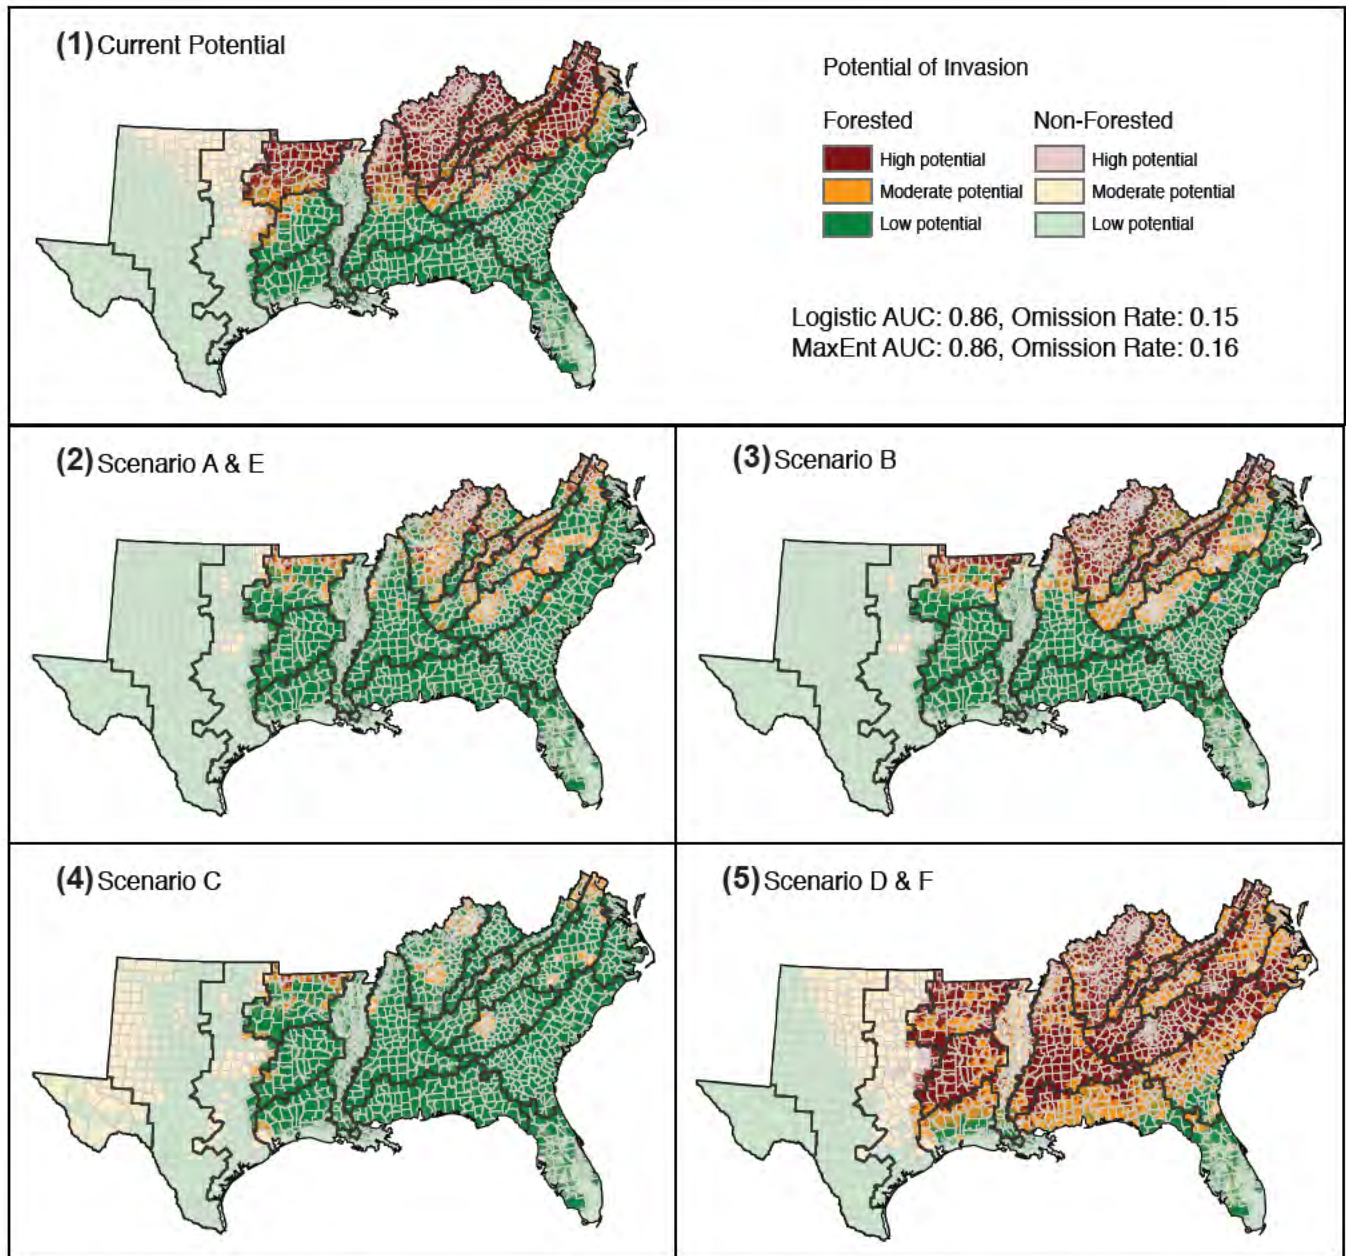 (1) Current Potential
Potential of Invasion
Forested Non-Forested
High potential High potential
Moderate potential Moderate potential
Low potential Low potential
Logistic AUC: 0.86, Omission Rate: 0.15
MaxEnt AUC: 0.86, Omission Rate: 0.16
(2) Scenario A & E
(3) Scenario B
(4) Scenario C
(5) Scenario D & F